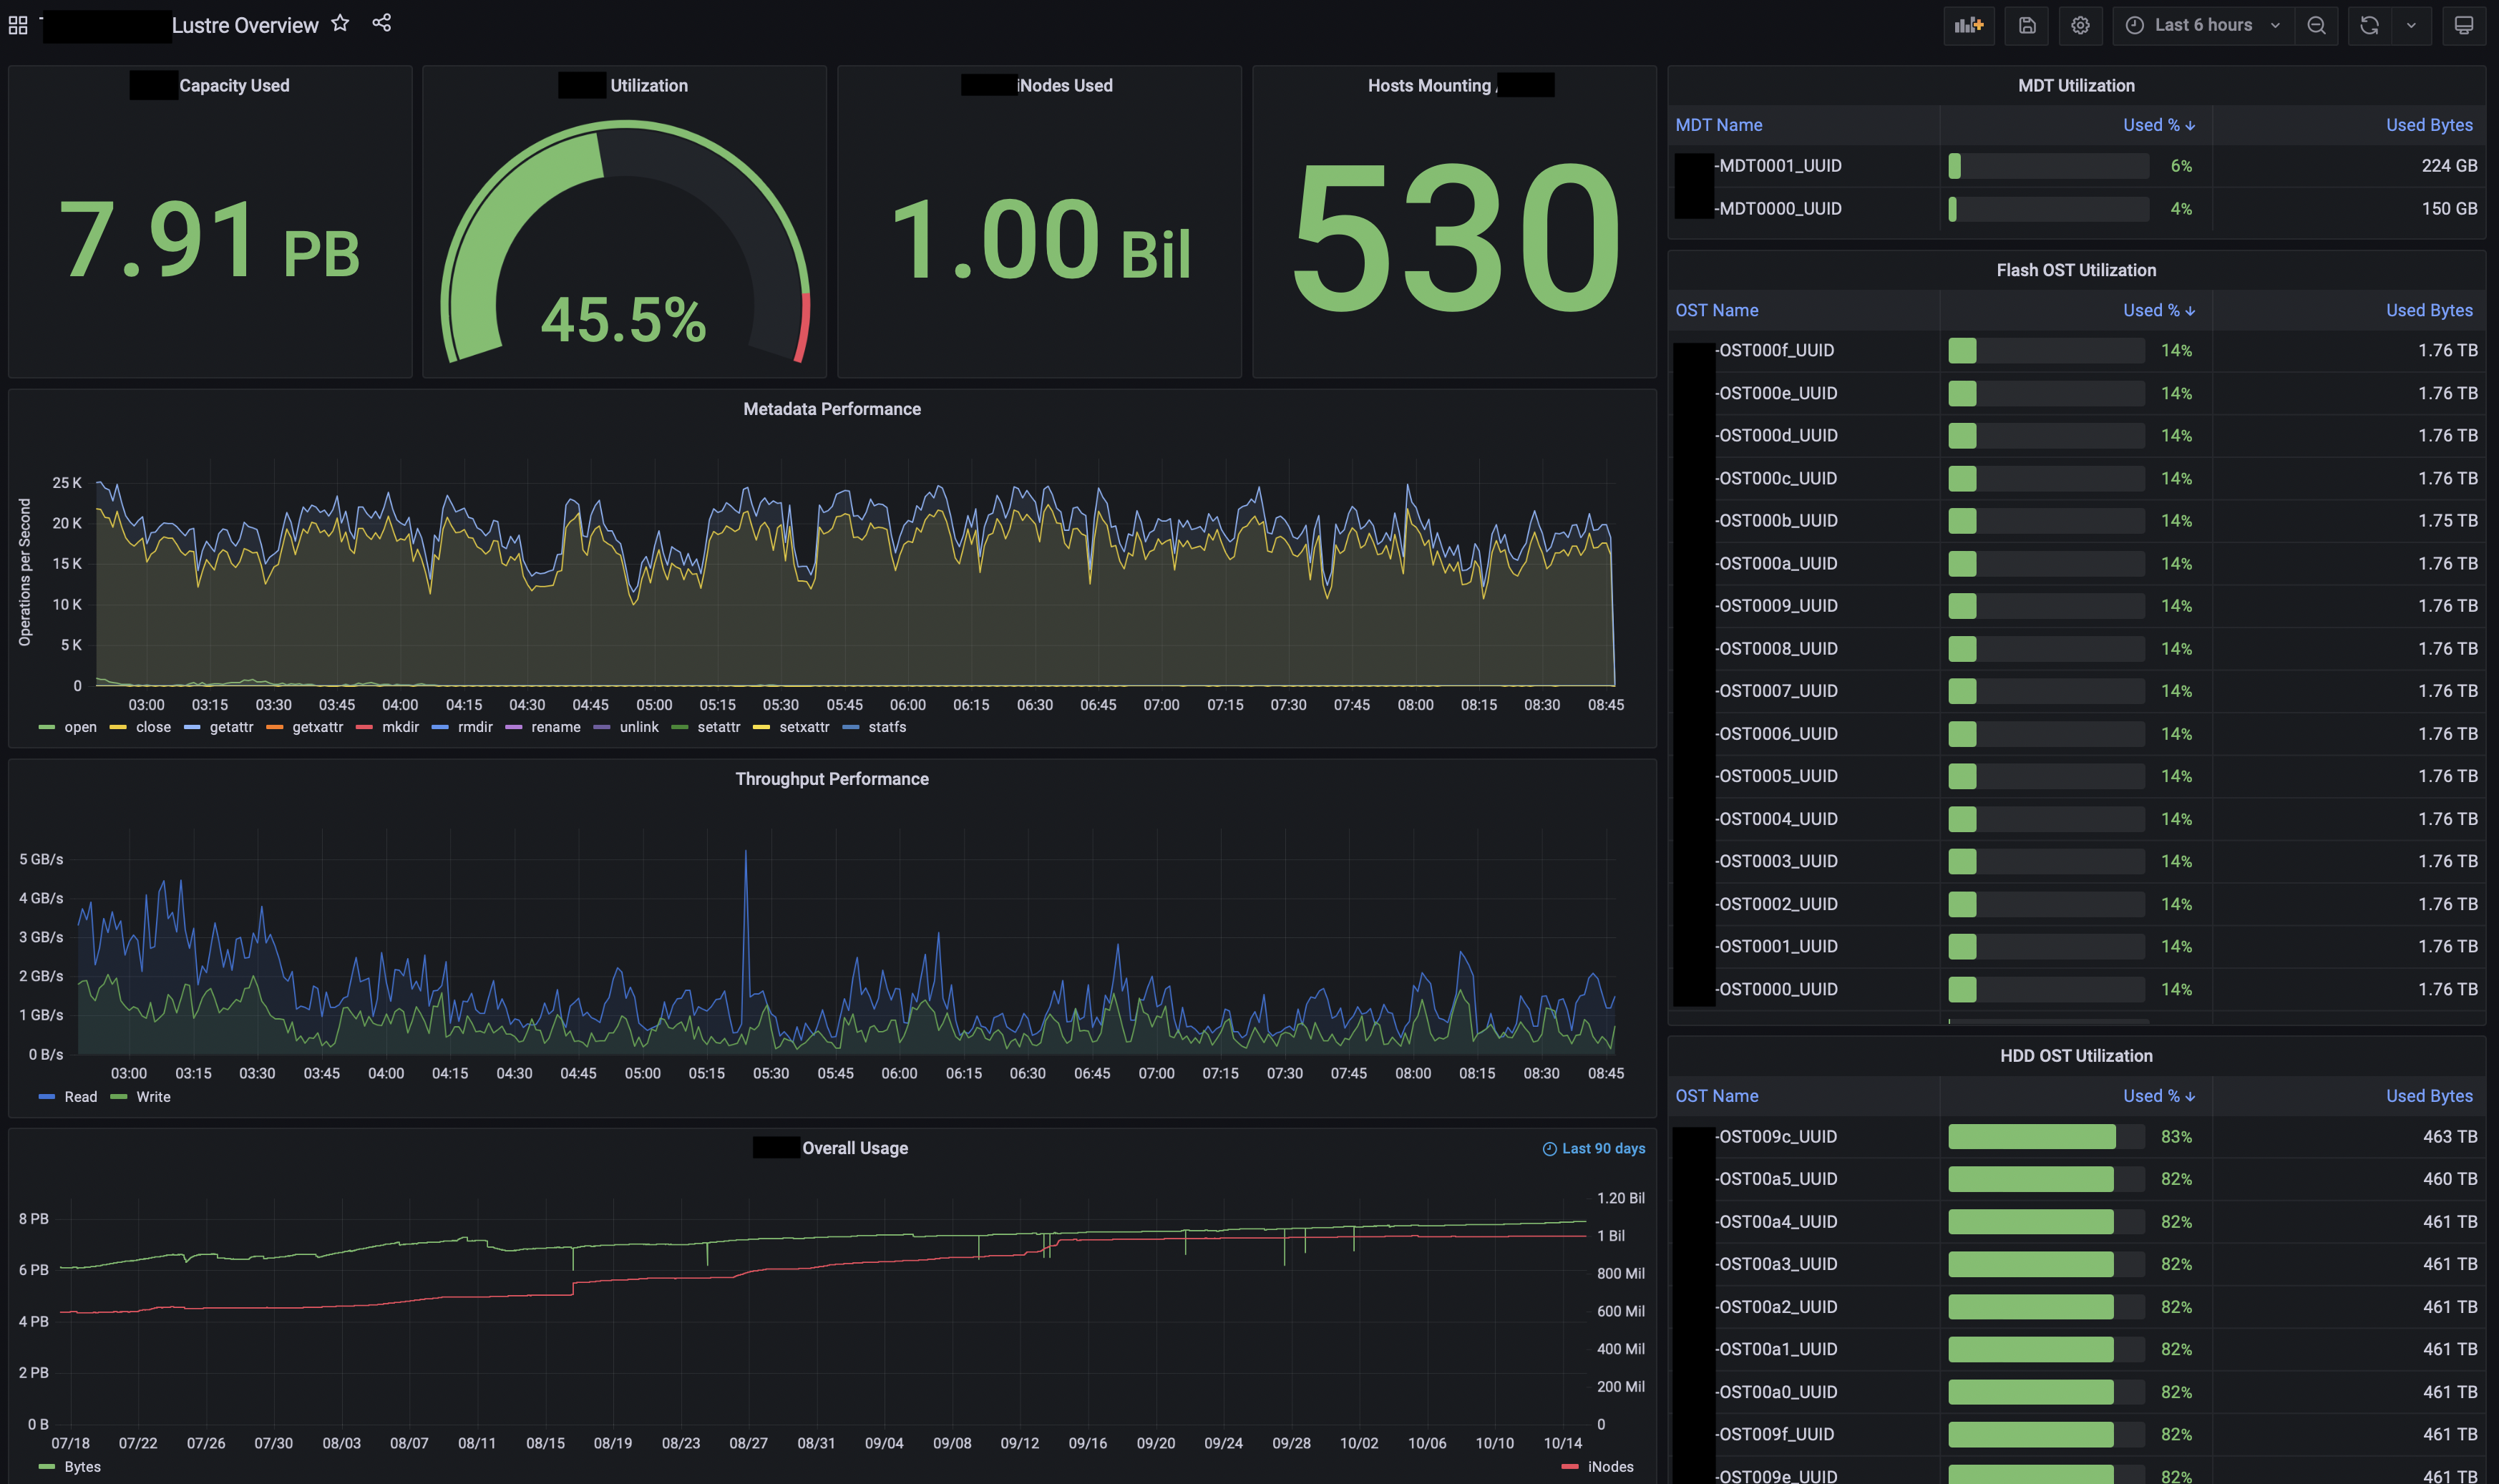 Lustre Overview
Last 6 hours
Capacity Used
7.91 PB
Utilization
45.5%
iNodes Used
1.00 Bil
Hosts Mounting /
530
Metadata Performance
Operations per Second
25 K
20 K
15 K
10 K
5 K
0
03:00 03:15 03:30 03:45 04:00 04:15 04:30 04:45 05:00 05:15 05:30 05:45 06:00 06:15 06:30 06:45 07:00 07:15 07:30 07:45 08:00 08:15 08:30 08:45
open close getattr getxattr mkdir rmdir rename unlink setattr setxattr statfs
Throughput Performance
5 GB/s
4 GB/s
3 GB/s
2 GB/s
1 GB/s
0 B/s
03:00 03:15 03:30 03:45 04:00 04:15 04:30 04:45 05:00 05:15 05:30 05:45 06:00 06:15 06:30 06:45 07:00 07:15 07:30 07:45 08:00 08:15 08:30 08:45
Read Write
Overall Usage
Last 90 days
8 PB
6 PB
4 PB
2 PB
0 B
1.20 Bil
1 Bil
800 Mil
600 Mil
400 Mil
200 Mil
0
07/18 07/22 07/26 07/30 08/03 08/07 08/11 08/15 08/19 08/23 08/27 08/31 09/04 09/08 09/12 09/16 09/20 09/24 09/28 10/02 10/06 10/10 10/14
Bytes iNodes
MDT Utilization
MDT Name Used % ↓ Used Bytes
-MDT0001_UUID 6% 224 GB
-MDT0000_UUID 4% 150 GB
Flash OST Utilization
OST Name Used % ↓ Used Bytes
-OST000f_UUID 14% 1.76 TB
-OST000e_UUID 14% 1.76 TB
-OST000d_UUID 14% 1.76 TB
-OST000c_UUID 14% 1.76 TB
-OST000b_UUID 14% 1.75 TB
-OST000a_UUID 14% 1.76 TB
-OST0009_UUID 14% 1.76 TB
-OST0008_UUID 14% 1.76 TB
-OST0007_UUID 14% 1.76 TB
-OST0006_UUID 14% 1.76 TB
-OST0005_UUID 14% 1.76 TB
-OST0004_UUID 14% 1.76 TB
-OST0003_UUID 14% 1.76 TB
-OST0002_UUID 14% 1.76 TB
-OST0001_UUID 14% 1.76 TB
-OST0000_UUID 14% 1.76 TB
HDD OST Utilization
OST Name Used % ↓ Used Bytes
-OST009c_UUID 83% 463 TB
-OST00a5_UUID 82% 460 TB
-OST00a4_UUID 82% 461 TB
-OST00a3_UUID 82% 461 TB
-OST00a2_UUID 82% 461 TB
-OST00a1_UUID 82% 461 TB
-OST00a0_UUID 82% 461 TB
-OST009f_UUID 82% 461 TB
-OST009e_UUID 82% 461 TB